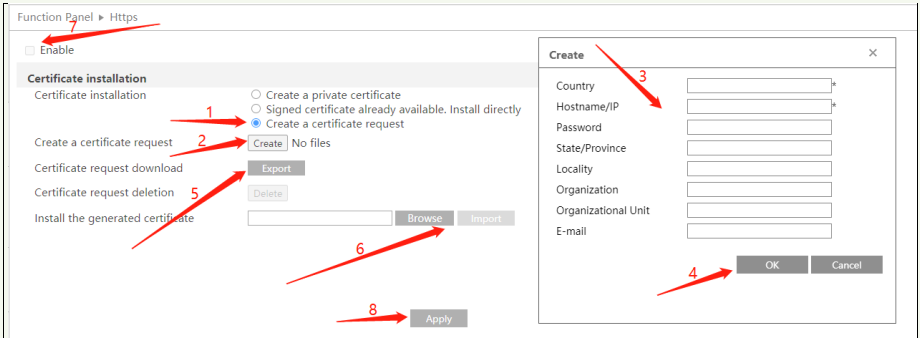 Function Panel ▸ Https
7
Enable
Certificate installation
Certificate installation
Create a private certificate
Signed certificate already available. Install directly
1
Create a certificate request
Create a certificate request
2
Create No files
Certificate request download
Export
5
Certificate request deletion
Delete
Install the generated certificate
Browse Import
6
8
Apply
Create ×
3
Country *
Hostname/IP *
Password
State/Province
Locality
Organization
Organizational Unit
E-mail
4
OK Cancel